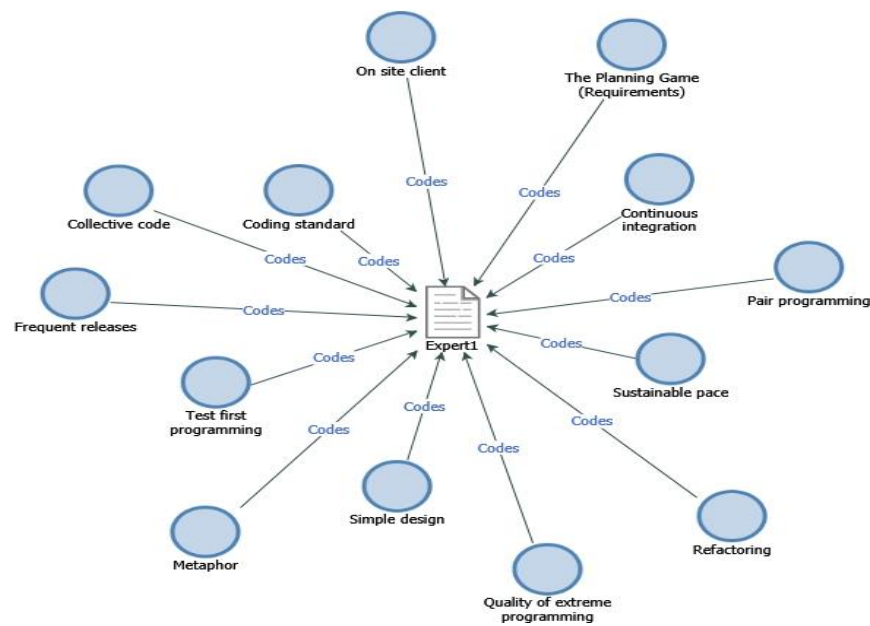 On site client
The Planning Game
(Requirements)
Codes
Codes
Collective code
Coding standard
Continuous
integration
Codes
Codes
Codes
Pair programming
Codes
Frequent releases
Codes
Expert1
Codes
Sustainable pace
Codes
Test first
programming
Codes
Codes
Codes
Codes
Simple design
Metaphor
Refactoring
Quality of extreme
programming